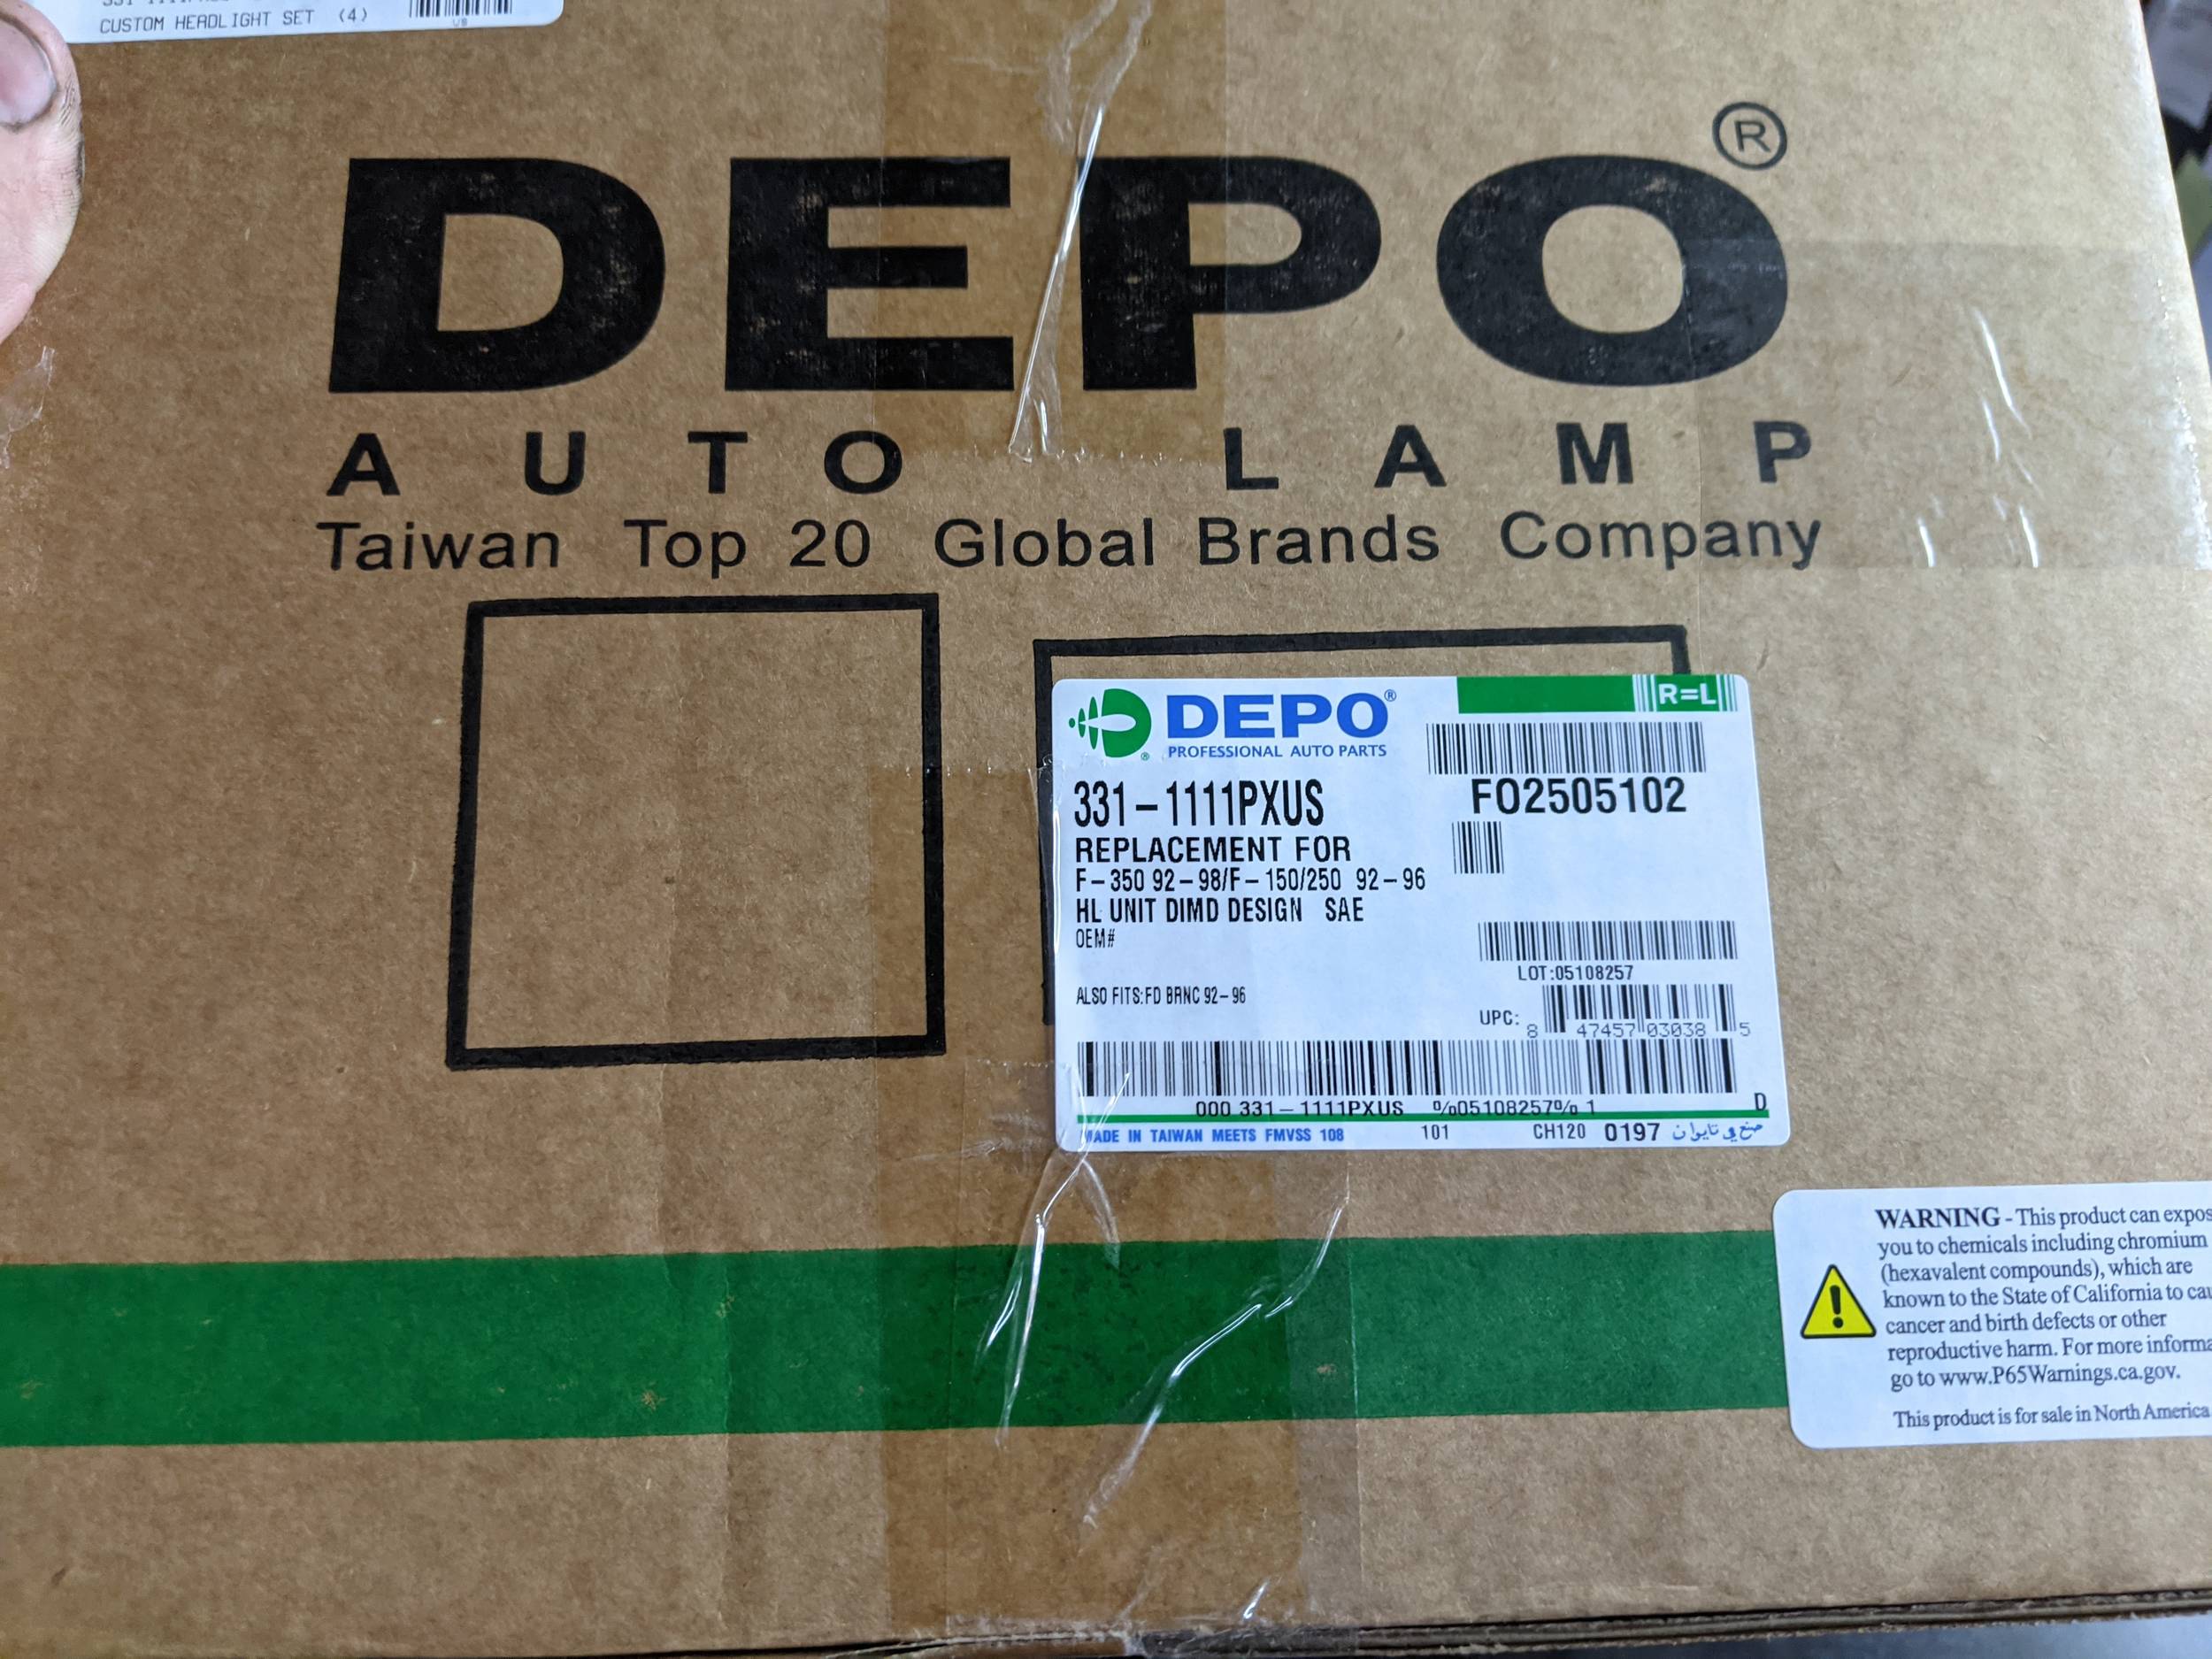 CUSTOM HEADLIGHT SET (4)
US
DEPO®
AUTO LAMP
Taiwan Top 20 Global Brands Company
DEPO®
PROFESSIONAL AUTO PARTS
R=L
331-1111PXUS
FO2505102
REPLACEMENT FOR
F-350 92-98/F-150/250 92-96
HL UNIT DIMD DESIGN SAE
OEM#
LOT:05108257
ALSO FITS:FD BRNC 92-96
UPC: 8 47457 03038 5
000 331-1111PXUS %05108257% 1 D
MADE IN TAIWAN MEETS FMVSS 108 101 CH120 0197 صنع في تايوان
WARNING - This product can expos
you to chemicals including chromium
(hexavalent compounds), which are
known to the State of California to cau
cancer and birth defects or other
reproductive harm. For more informa
go to www.P65Warnings.ca.gov.
This product is for sale in North America